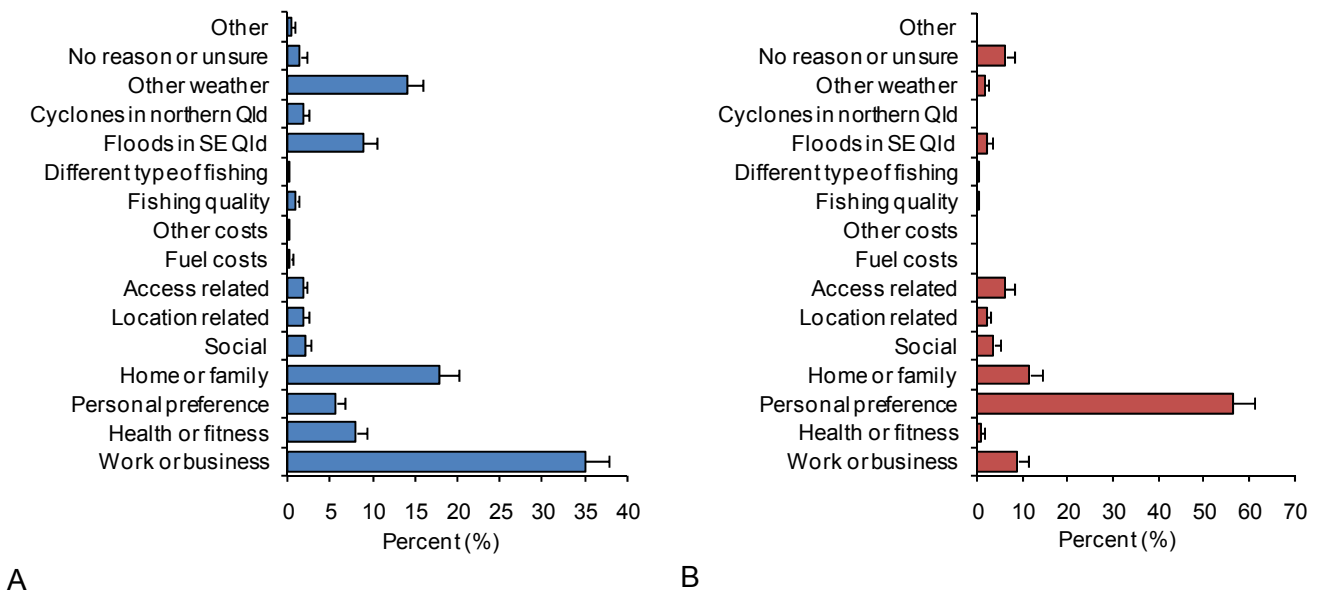 Other
No reason or unsure
Other weather
Cyclones in northern Qld
Floods in SE Qld
Different type of fishing
Fishing quality
Other costs
Fuel costs
Access related
Location related
Social
Home or family
Personal preference
Health or fitness
Work or business
0 5 10 15 20 25 30 35 40
Percent (%)
A
Other
No reason or unsure
Other weather
Cyclones in northern Qld
Floods in SE Qld
Different type of fishing
Fishing quality
Other costs
Fuel costs
Access related
Location related
Social
Home or family
Personal preference
Health or fitness
Work or business
0 10 20 30 40 50 60 70
Percent (%)
B